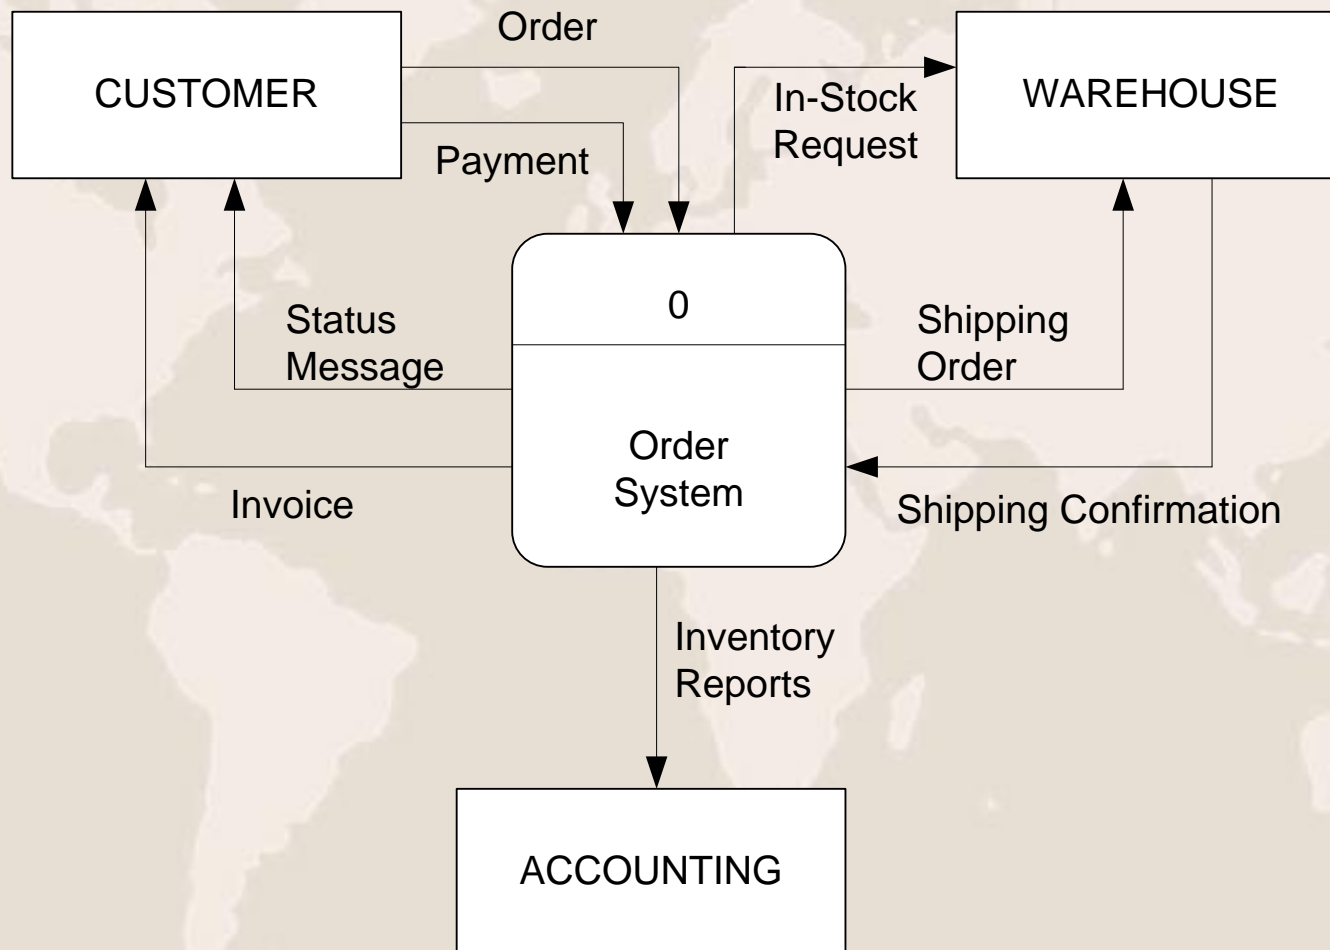 Order
CUSTOMER
WAREHOUSE
In-Stock
Request
Payment
0
Status
Message
Shipping
Order
Order
System
Invoice
Shipping Confirmation
Inventory
Reports
ACCOUNTING